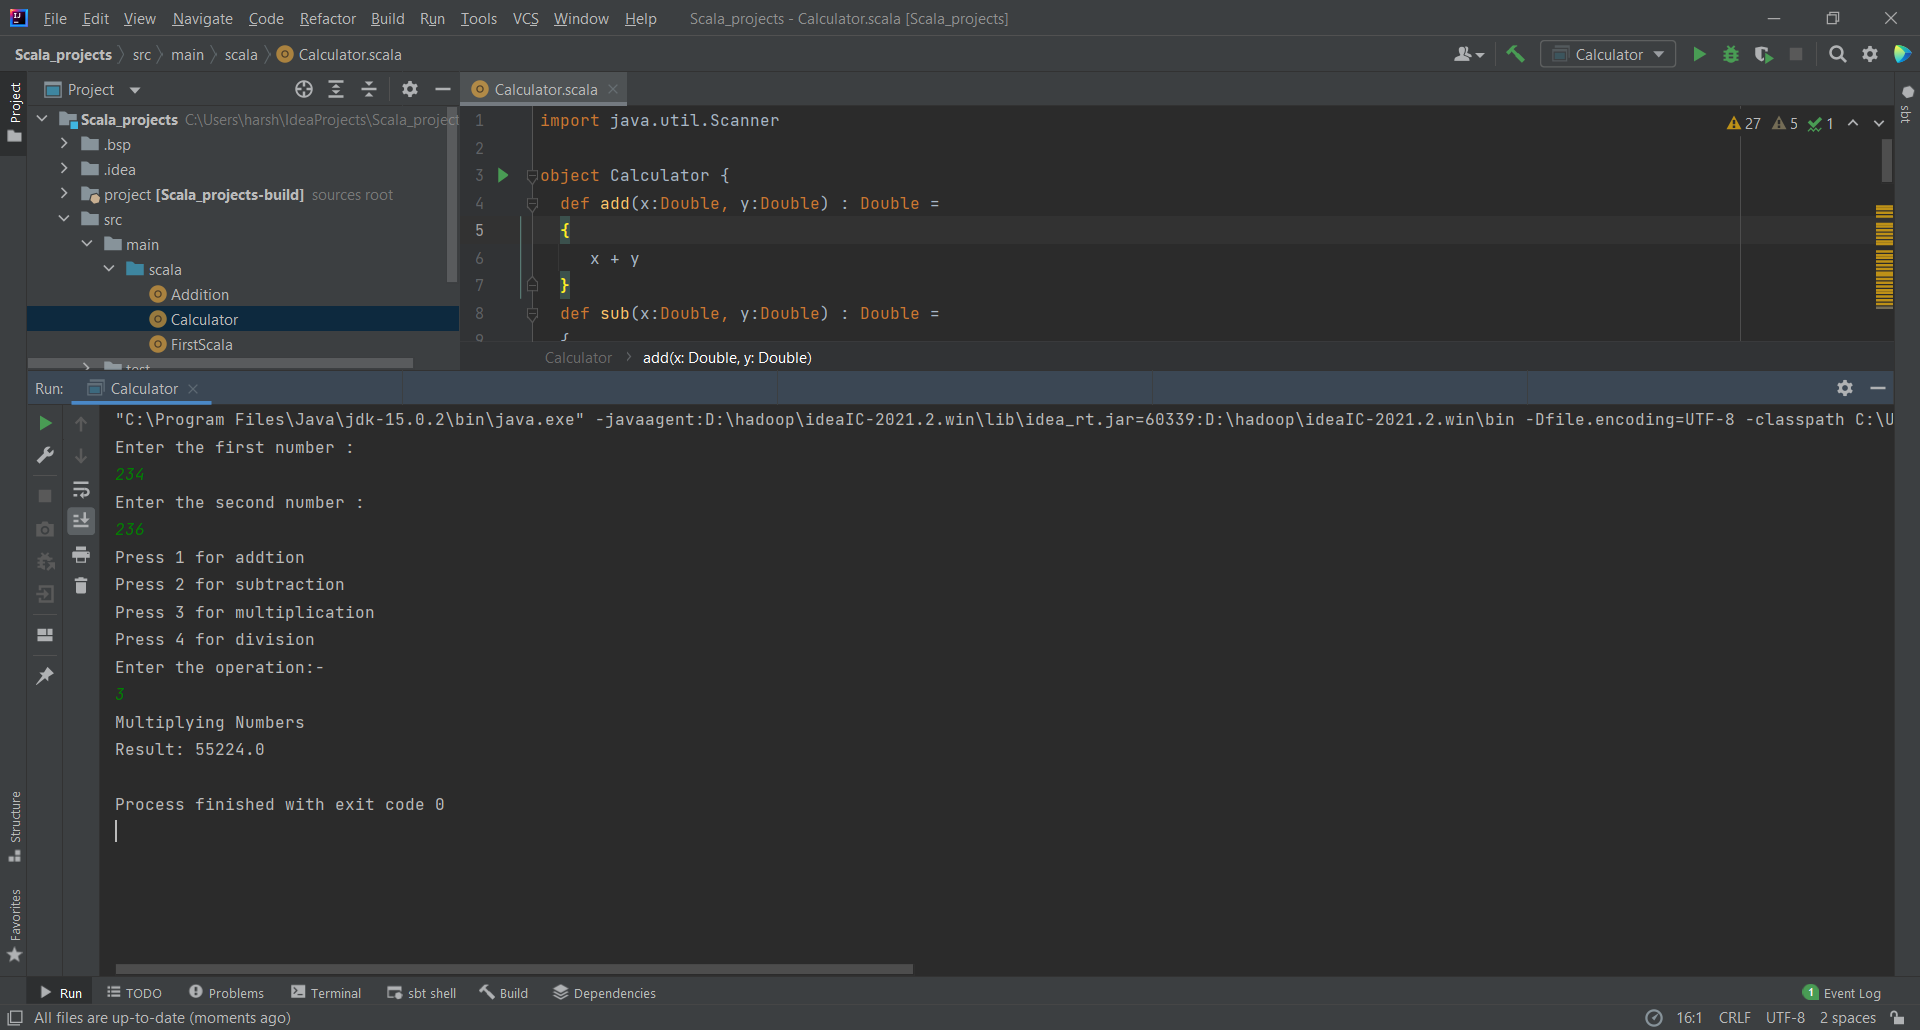 File Edit View Navigate Code Refactor Build Run Tools VCS Window Help Scala_projects - Calculator.scala [Scala_projects]
Scala_projects src main scala Calculator.scala Calculator
Project
Project Calculator.scala
Scala_projects C:\Users\harsh\IdeaProjects\Scala_project
.bsp
.idea
project [Scala_projects-build] sources root
src
main
scala
Addition
Calculator
FirstScala
test
1 import java.util.Scanner
27 5 1
2
3 object Calculator {
4 def add(x:Double, y:Double) : Double =
5 {
6 x + y
7 }
8 def sub(x:Double, y:Double) : Double =
9 {
Calculator add(x: Double, y: Double)
sbt
Run: Calculator
"C:\Program Files\Java\jdk-15.0.2\bin\java.exe" -javaagent:D:\hadoop\ideaIC-2021.2.win\lib\idea_rt.jar=60339:D:\hadoop\ideaIC-2021.2.win\bin -Dfile.encoding=UTF-8 -classpath C:\U
Enter the first number :
234
Enter the second number :
236
Press 1 for addtion
Press 2 for subtraction
Press 3 for multiplication
Press 4 for division
Enter the operation:-
3
Multiplying Numbers
Result: 55224.0
Process finished with exit code 0
Structure
Favorites
Run TODO Problems Terminal sbt shell Build Dependencies 1 Event Log
All files are up-to-date (moments ago) 16:1 CRLF UTF-8 2 spaces